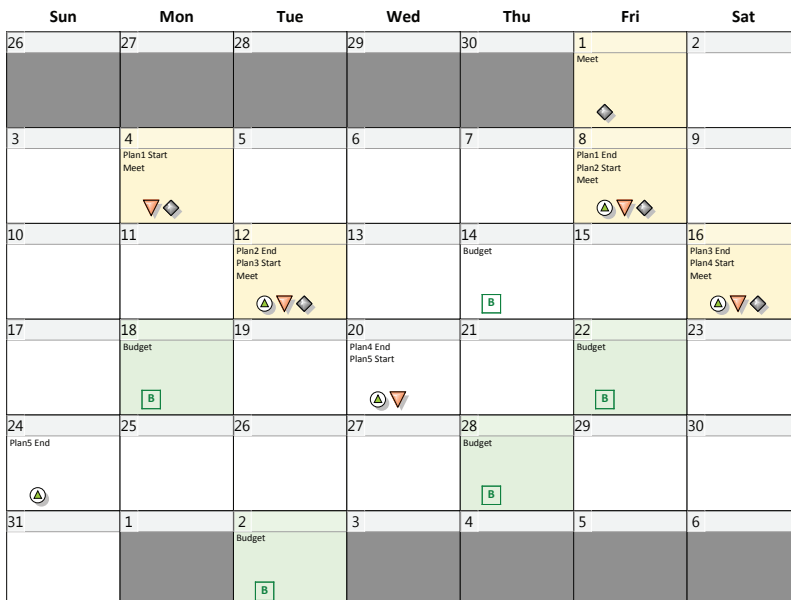 Sun Mon Tue Wed Thu Fri Sat
26 27 28 29 30 1 2
Meet
3 4 5 6 7 8 9
Plan1 Start
Meet
Plan1 End
Plan2 Start
Meet
10 11 12 13 14 15 16
Plan2 End
Plan3 Start
Meet
Budget
B
Plan3 End
Plan4 Start
Meet
17 18 19 20 21 22 23
Budget
B
Plan4 End
Plan5 Start
Budget
B
24 25 26 27 28 29 30
Plan5 End
Budget
B
31 1 2 3 4 5 6
Budget
B